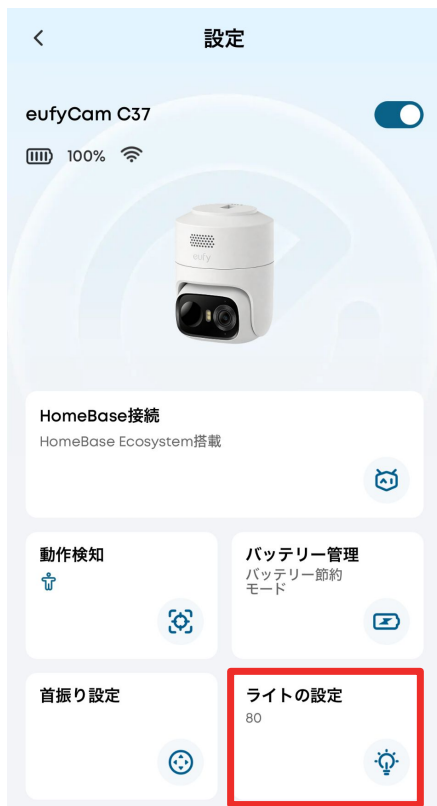 設定
eufyCam C37
100%
eufy
HomeBase接続
HomeBase Ecosystem搭載
動作検知
バッテリー管理
バッテリー節約
モード
首振り設定
ライトの設定
80